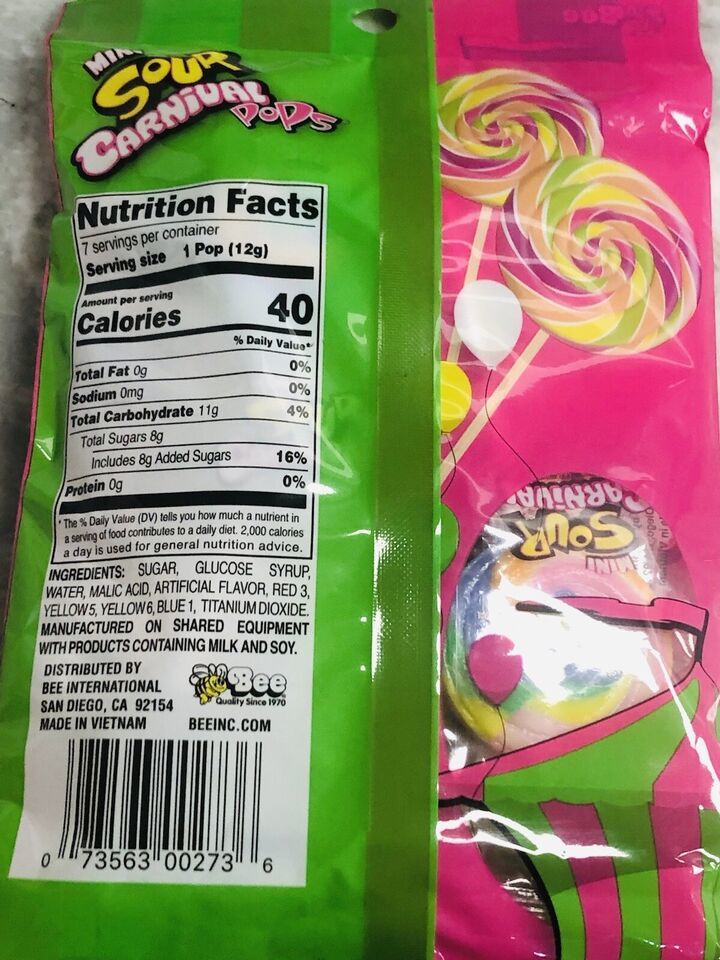 MINI
SOUR
CARNIVAL
POPS
Nutrition Facts
7 servings per container
Serving size 1 Pop (12g)
Amount per serving
Calories 40
% Daily Value*
Total Fat 0g 0%
Sodium 0mg 0%
Total Carbohydrate 11g 4%
Total Sugars 8g
Includes 8g Added Sugars 16%
Protein 0g 0%
* The % Daily Value (DV) tells you how much a nutrient in
a serving of food contributes to a daily diet. 2,000 calories
a day is used for general nutrition advice.
INGREDIENTS: SUGAR, GLUCOSE SYRUP,
WATER, MALIC ACID, ARTIFICIAL FLAVOR, RED 3,
YELLOW 5, YELLOW 6, BLUE 1, TITANIUM DIOXIDE.
MANUFACTURED ON SHARED EQUIPMENT
WITH PRODUCTS CONTAINING MILK AND SOY.
DISTRIBUTED BY
BEE INTERNATIONAL
SAN DIEGO, CA 92154
MADE IN VIETNAM
Bee
Quality Since 1970
BEEINC.COM
0 73563 00273 6
CARNIVAL
SOUR
MINI